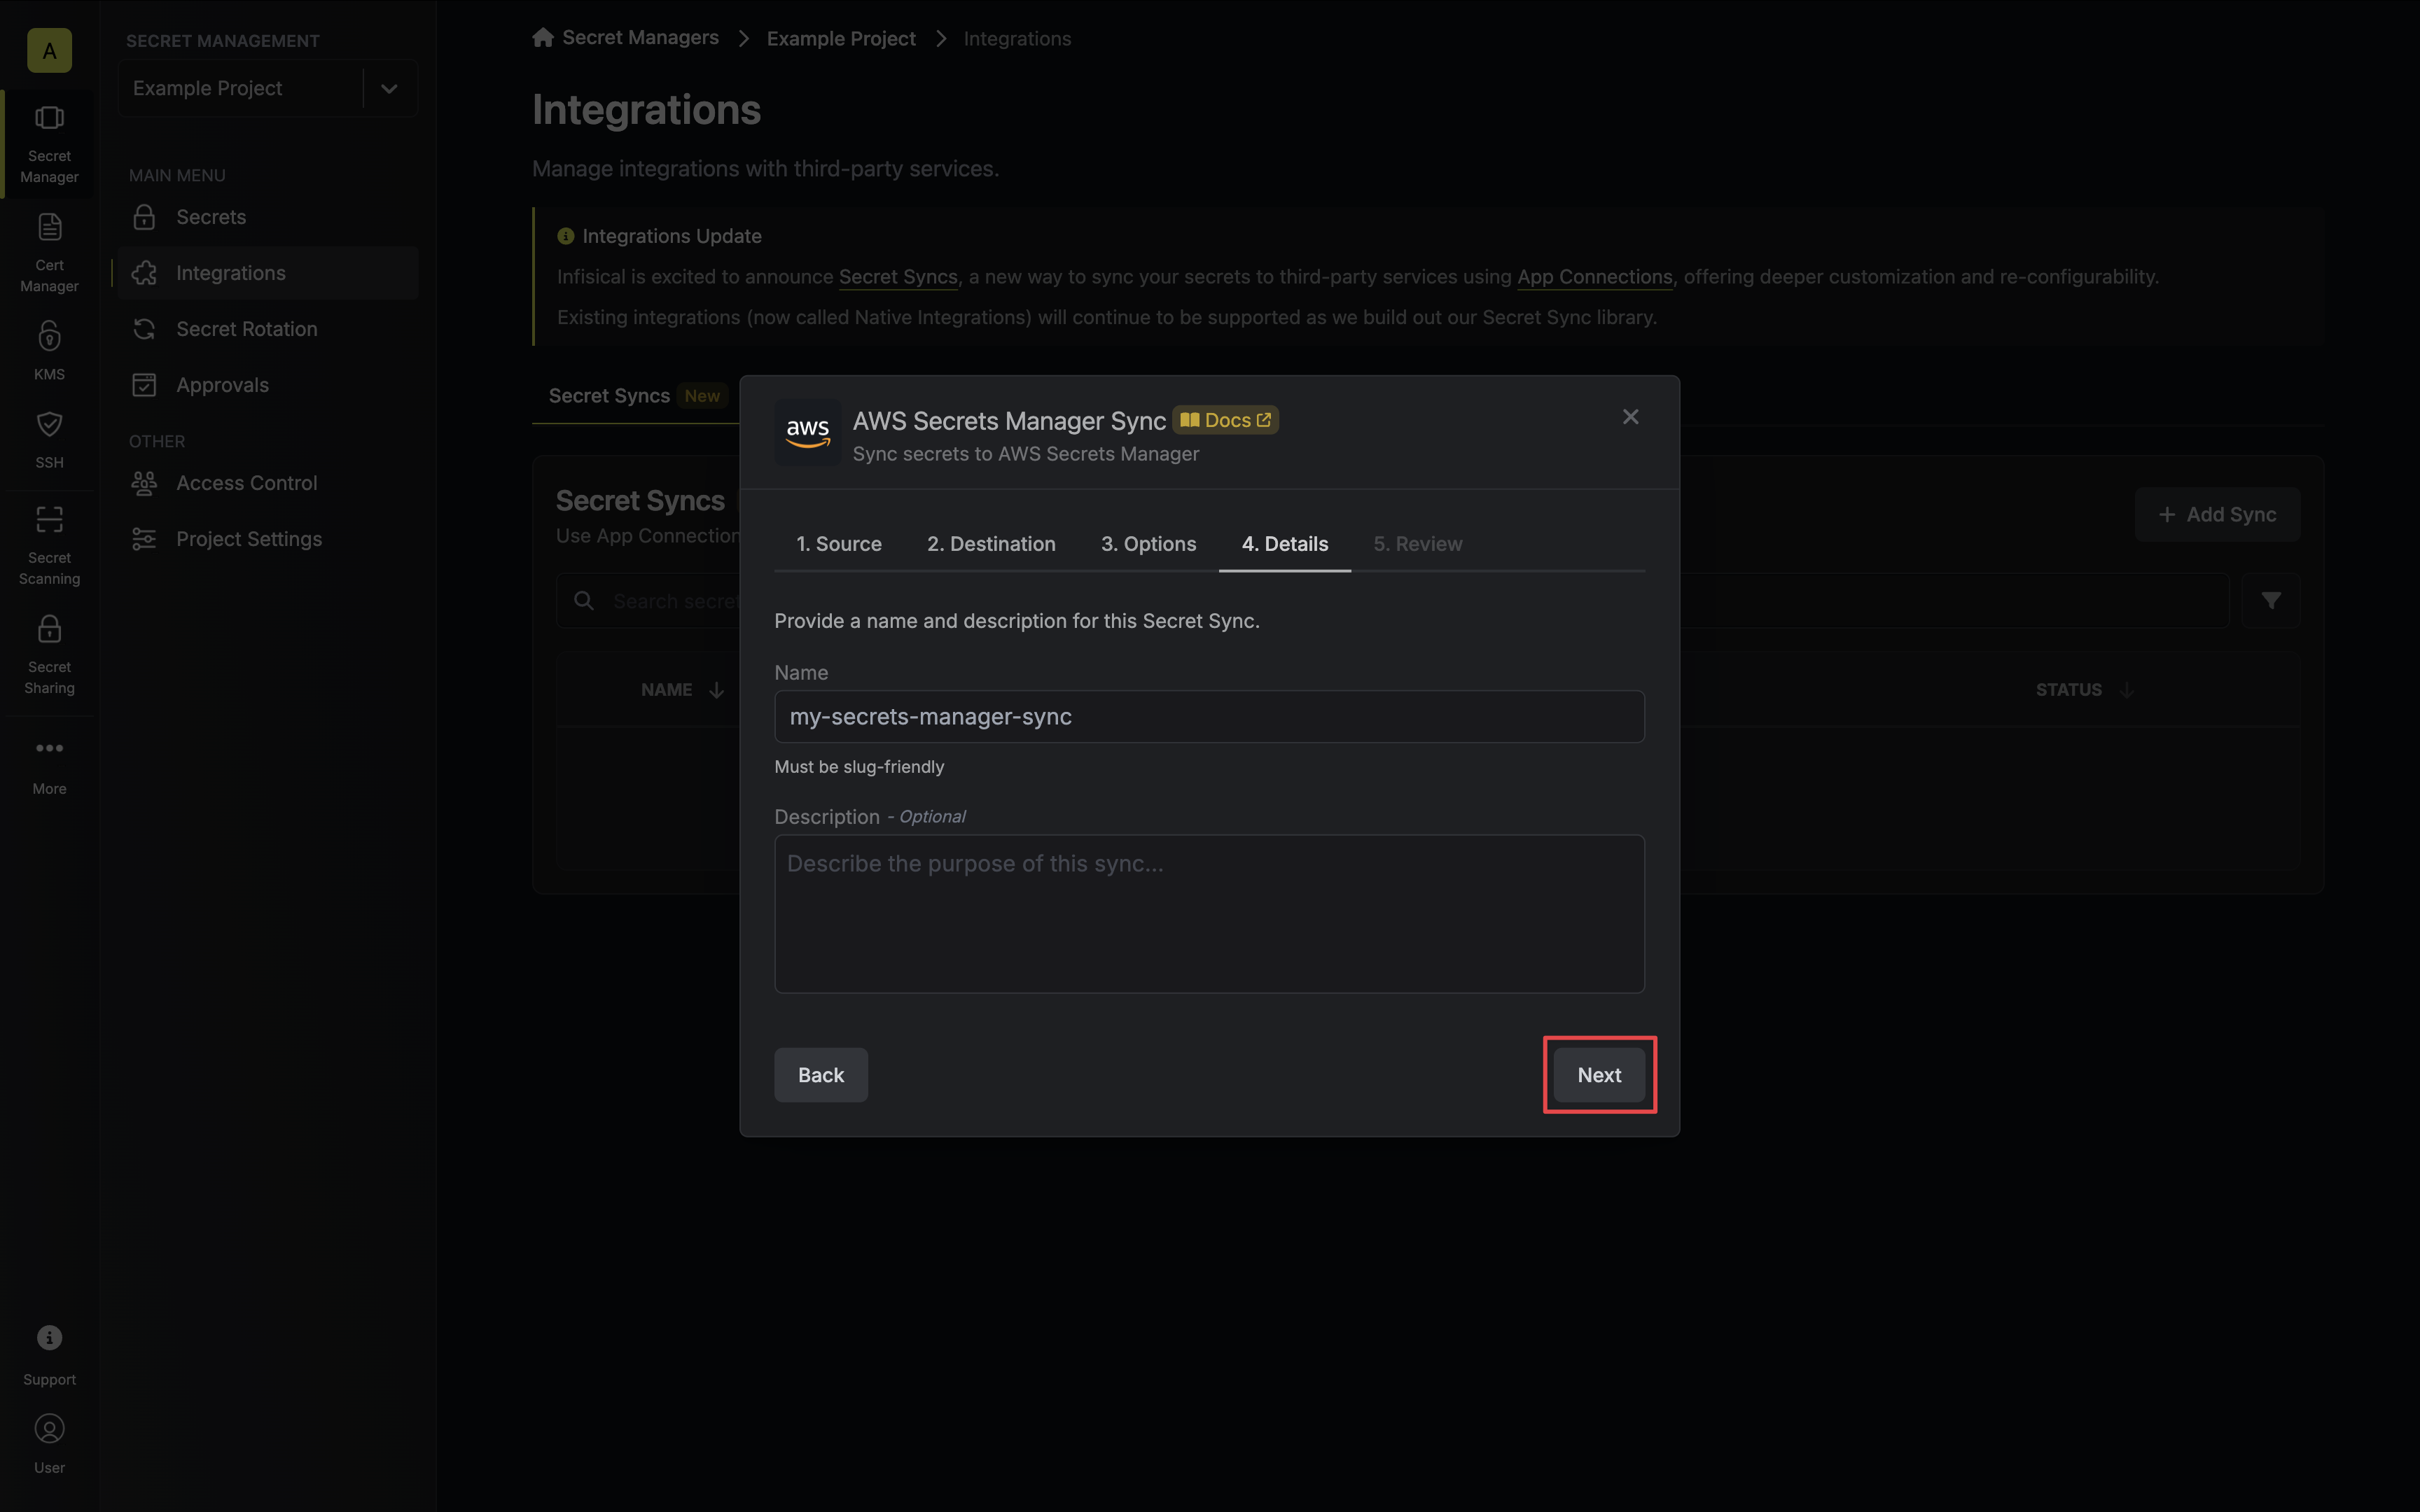 A
Secret
Manager
Cert
Manager
KMS
SSH
Secret
Scanning
Secret
Sharing
More
Support
User
SECRET MANAGEMENT
Example Project
MAIN MENU
Secrets
Integrations
Secret Rotation
Approvals
OTHER
Access Control
Project Settings
Secret Managers > Example Project > Integrations
Integrations
Manage integrations with third-party services.
Integrations Update
Infisical is excited to announce Secret Syncs, a new way to sync your secrets to third-party services using App Connections, offering deeper customization and re-configurability.
Existing integrations (now called Native Integrations) will continue to be supported as we build out our Secret Sync library.
Secret Syncs New
Secret Syncs
Use App Connection
+ Add Sync
Search secret
NAME
STATUS
aws
AWS Secrets Manager Sync Docs
Sync secrets to AWS Secrets Manager
1. Source 2. Destination 3. Options 4. Details 5. Review
Provide a name and description for this Secret Sync.
Name
my-secrets-manager-sync
Must be slug-friendly
Description - Optional
Describe the purpose of this sync...
Back
Next